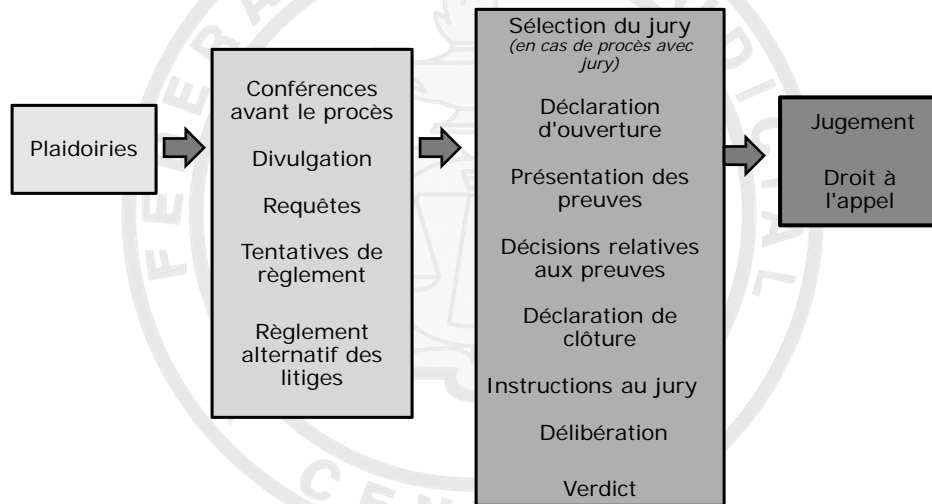 Plaidoiries
Conférences
avant le procès
Divulgation
Requêtes
Tentatives de
règlement
Règlement
alternatif des
litiges
Sélection du jury
(en cas de procès avec
jury)
Déclaration
d'ouverture
Présentation des
preuves
Décisions relatives
aux preuves
Déclaration de
clôture
Instructions au jury
Délibération
Verdict
Jugement
Droit à
l'appel